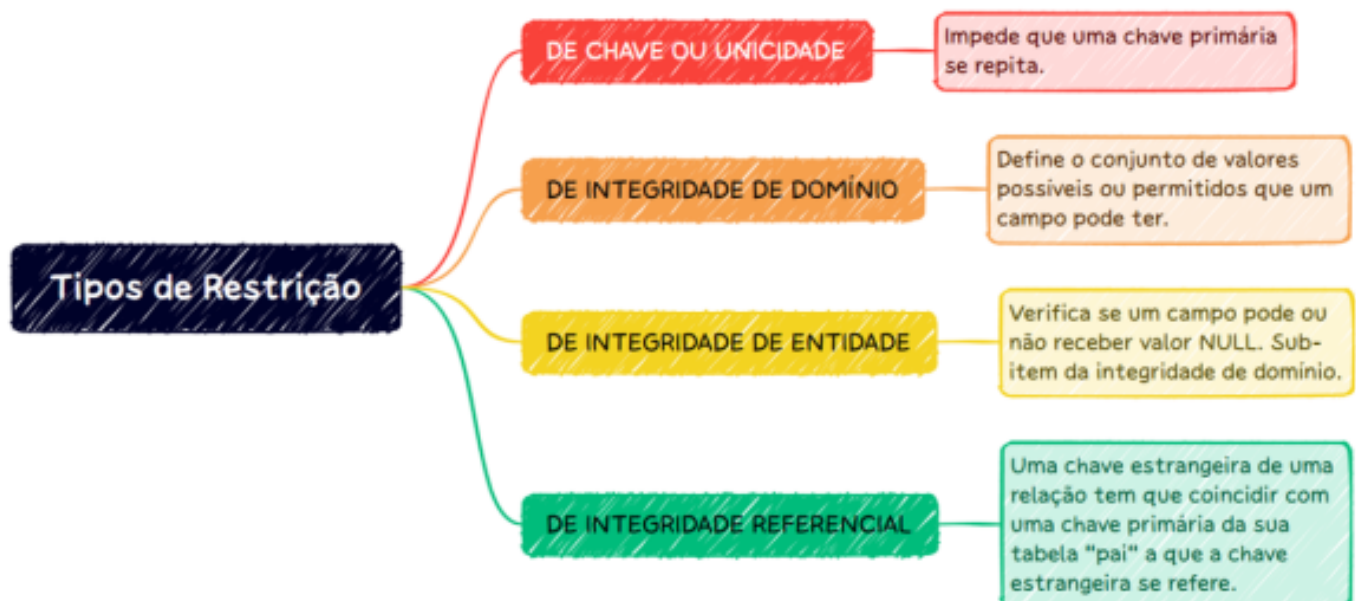 Tipos de Restrição
DE CHAVE OU UNICIDADE
Impede que uma chave primária
se repita.
DE INTEGRIDADE DE DOMÍNIO
Define o conjunto de valores
possíveis ou permitidos que um
campo pode ter.
DE INTEGRIDADE DE ENTIDADE
Verifica se um campo pode ou
não receber valor NULL. Sub-
item da integridade de domínio.
DE INTEGRIDADE REFERENCIAL
Uma chave estrangeira de uma
relação tem que coincidir com
uma chave primária da sua
tabela "pai" a que a chave
estrangeira se refere.